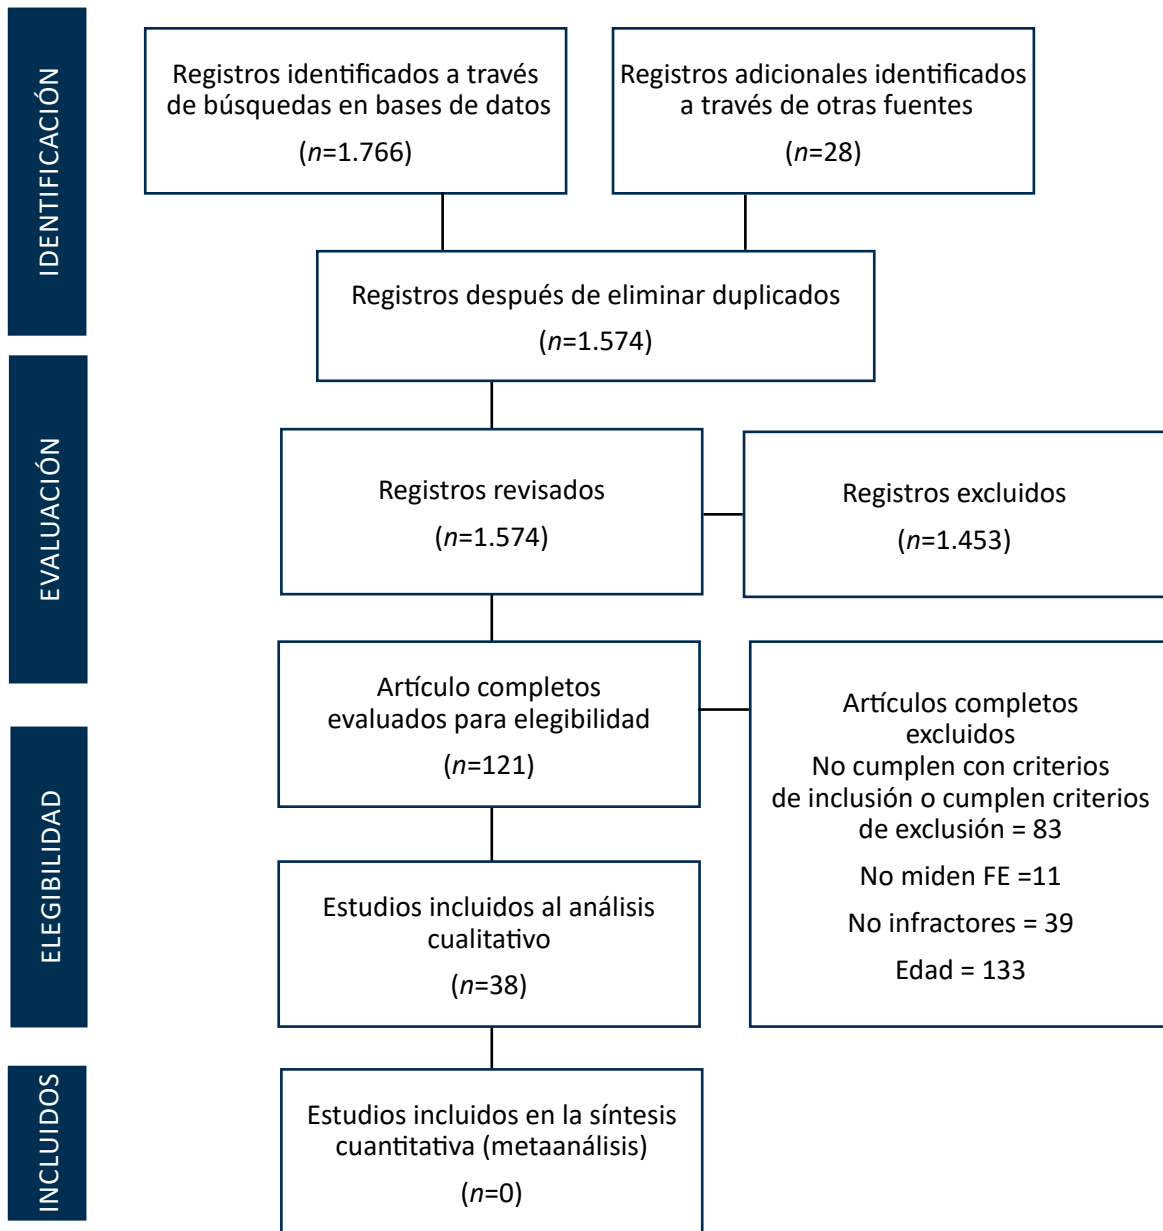 IDENTIFICACIÓN
Registros identificados a través
de búsquedas en bases de datos
(n=1.766)
Registros adicionales identificados
a través de otras fuentes
(n=28)
Registros después de eliminar duplicados
(n=1.574)
EVALUACIÓN
Registros revisados
(n=1.574)
Registros excluidos
(n=1.453)
Artículo completos
evaluados para elegibilidad
(n=121)
ELEGIBILIDAD
Artículos completos
excluidos
No cumplen con criterios
de inclusión o cumplen criterios
de exclusión = 83
No miden FE =11
No infractores = 39
Edad = 133
Estudios incluidos al análisis
cualitativo
(n=38)
INCLUIDOS
Estudios incluidos en la síntesis
cuantitativa (metaanálisis)
(n=0)